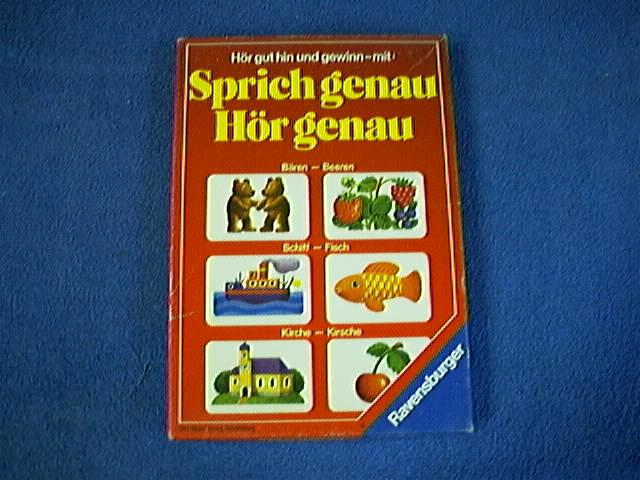 Hör gut hin und gewinn – mit:
Sprich genau
Hör genau
Bären – Beeren
Schiff – Fisch
Kirche – Kirsche
Ravensburger